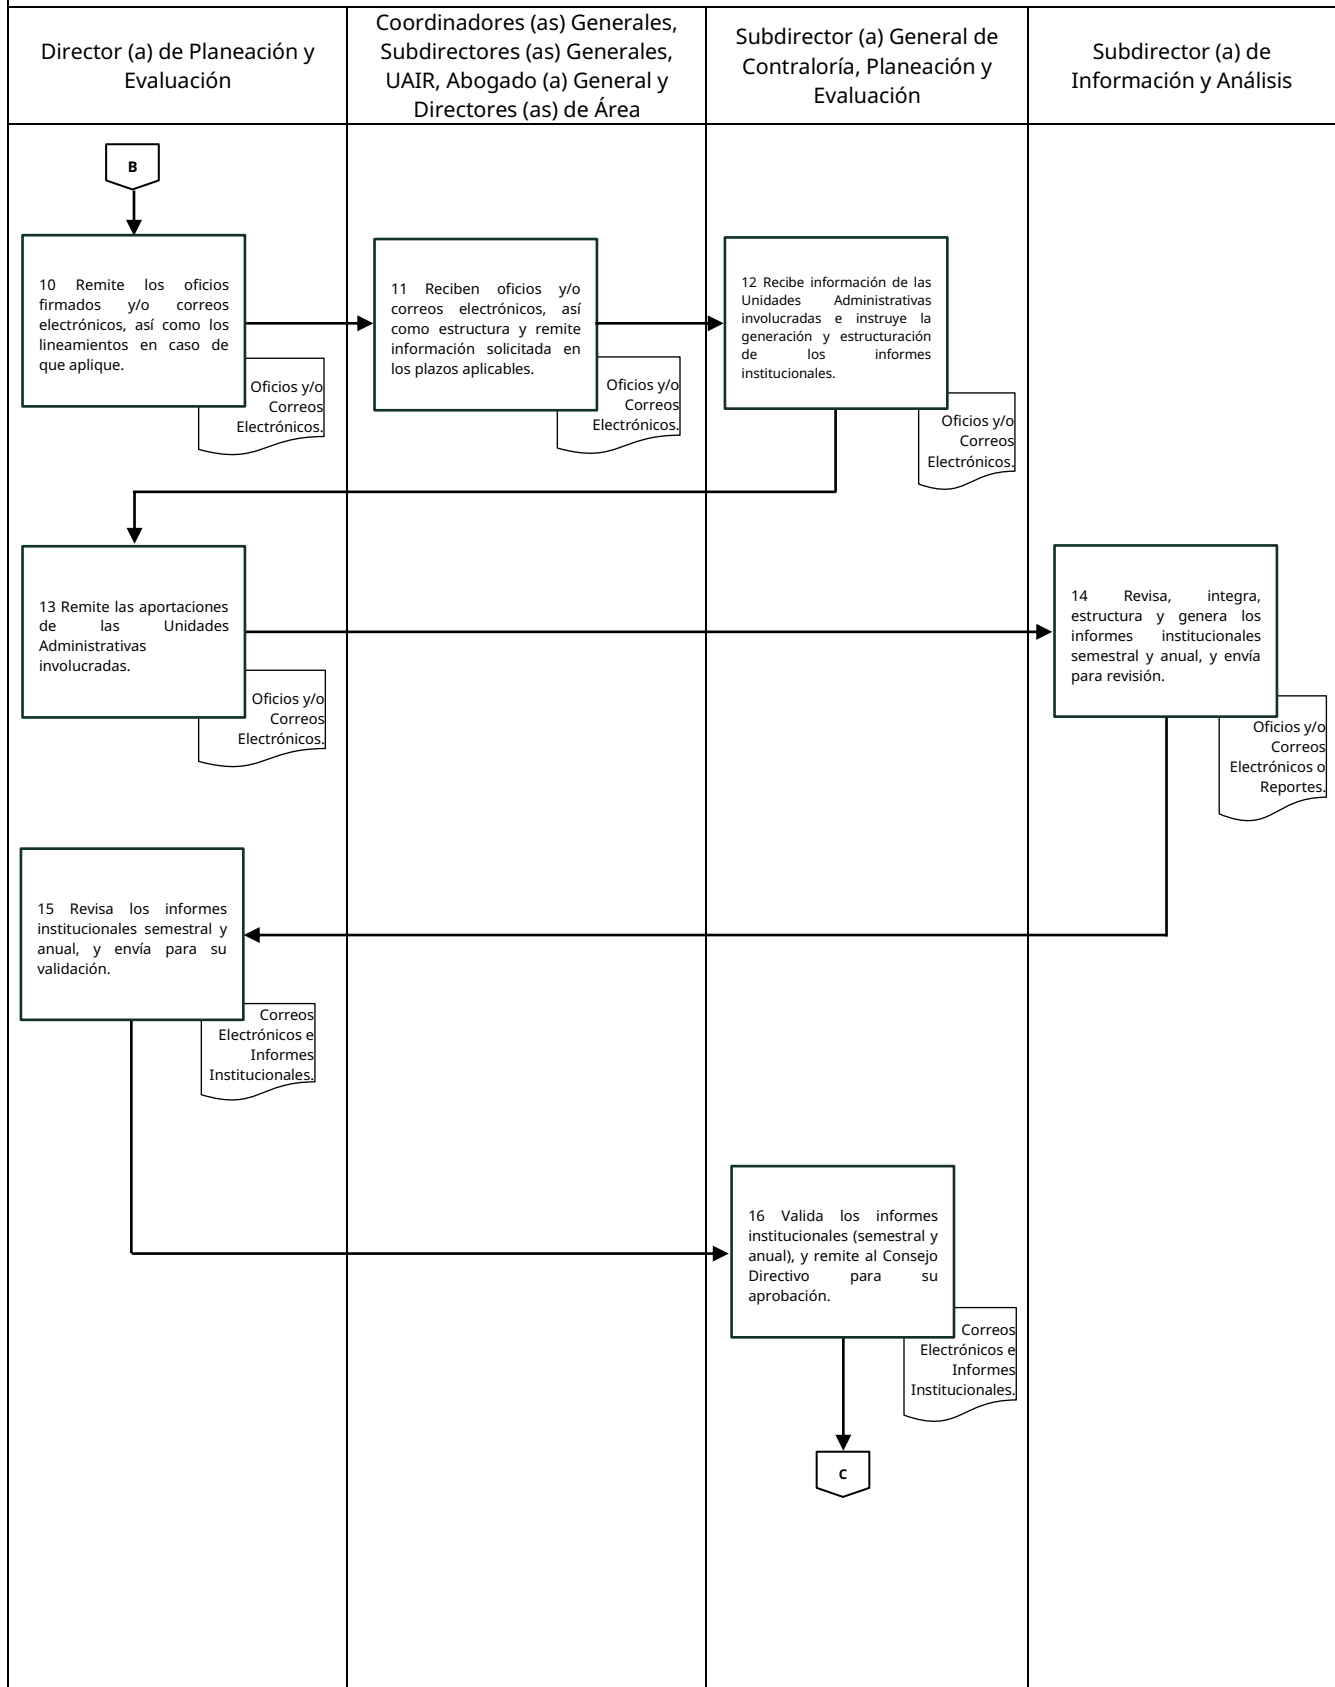 Director (a) de Planeación y
Evaluación
Coordinadores (as) Generales,
Subdirectores (as) Generales,
UAIR, Abogado (a) General y
Directores (as) de Área
Subdirector (a) General de
Contraloría, Planeación y
Evaluación
Subdirector (a) de
Información y Análisis
B
10 Remite los oficios
firmados y/o correos
electrónicos, así como los
lineamientos en caso de
que aplique.
Oficios y/o
Correos
Electrónicos.
11 Reciben oficios y/o
correos electrónicos, así
como estructura y remite
información solicitada en
los plazos aplicables.
Oficios y/o
Correos
Electrónicos.
12 Recibe información de las
Unidades Administrativas
involucradas e instruye la
generación y estructuración
de los informes
institucionales.
Oficios y/o
Correos
Electrónicos.
13 Remite las aportaciones
de las Unidades
Administrativas
involucradas.
Oficios y/o
Correos
Electrónicos.
14 Revisa, integra,
estructura y genera los
informes institucionales
semestral y anual, y envía
para revisión.
Oficios y/o
Correos
Electrónicos o
Reportes.
15 Revisa los informes
institucionales semestral y
anual, y envía para su
validación.
Correos
Electrónicos e
Informes
Institucionales.
16 Valida los informes
institucionales (semestral y
anual), y remite al Consejo
Directivo para su
aprobación.
Correos
Electrónicos e
Informes
Institucionales.
C